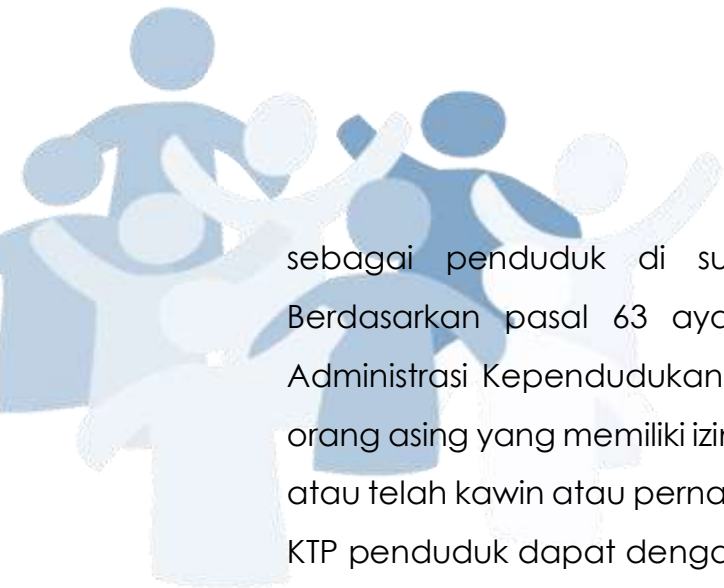 sebagai penduduk di
Berdasarkan pasal 63
Administrasi Kependudukan
orang asing yang memiliki
atau telah kawin atau
KTP penduduk dapat